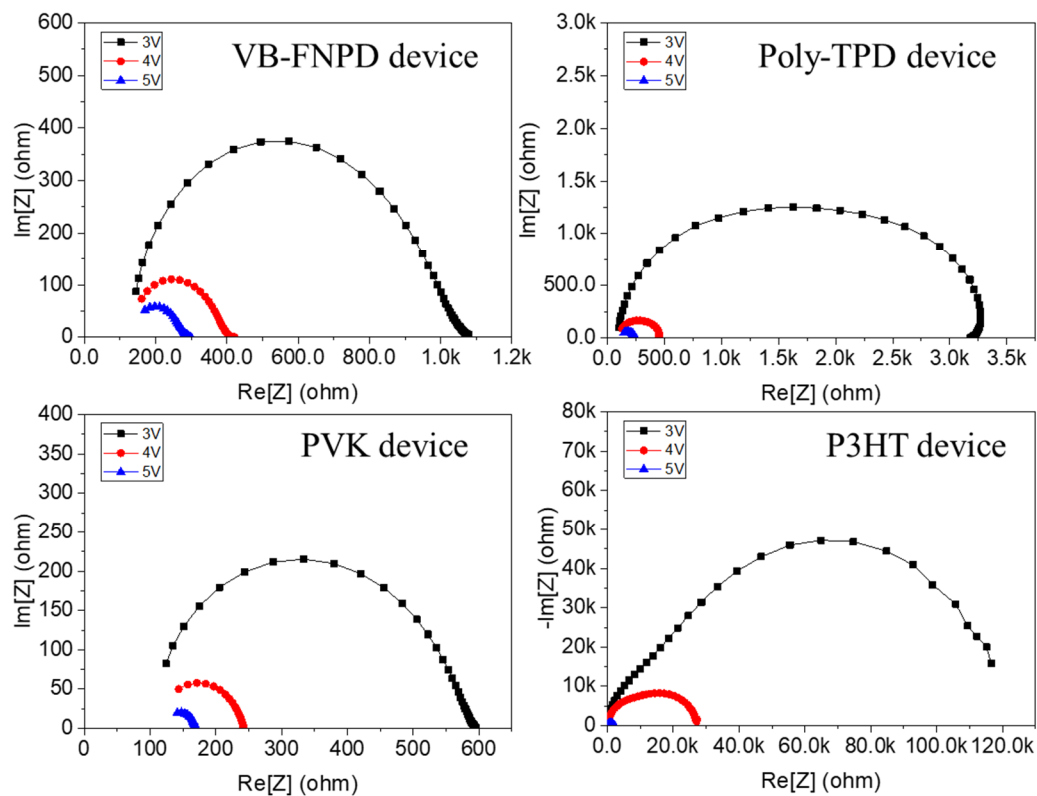 VB-FNPD device
3V
4V
5V
600
500
400
300
200
100
0
0.0
200.0
400.0
600.0
800.0
1.0k
1.2k
Im[Z] (ohm)
Re[Z] (ohm)
Poly-TPD device
3V
4V
5V
3.0k
2.5k
2.0k
1.5k
1.0k
500.0
0.0
0.0
500.0
1.0k
1.5k
2.0k
2.5k
3.0k
3.5k
Im[Z] (ohm)
Re[Z] (ohm)
PVK device
3V
4V
5V
400
350
300
250
200
150
100
50
0
0
100
200
300
400
500
600
Im[Z] (ohm)
Re[Z] (ohm)
P3HT device
3V
4V
5V
80k
70k
60k
50k
40k
30k
20k
10k
0
0.0
20.0k
40.0k
60.0k
80.0k
100.0k
120.0k
-Im[Z] (ohm)
Re[Z] (ohm)